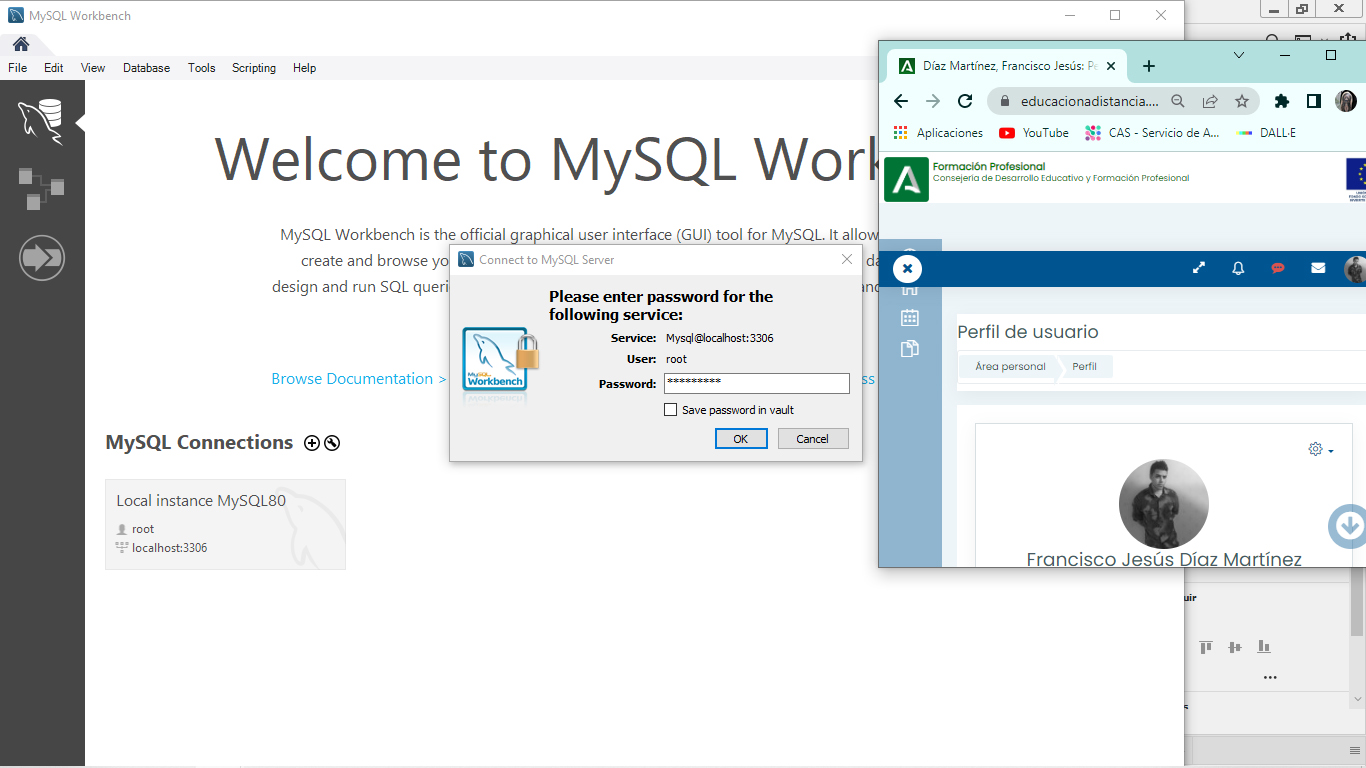 MySQL Workbench
File Edit View Database Tools Scripting Help
Welcome to MySQL Work
MySQL Workbench is the official graphical user interface (GUI) tool for MySQL. It allow
create and browse yo
design and run SQL queri
Browse Documentation >
MySQL Connections
Local instance MySQL80
root
localhost:3306
Connect to MySQL Server
Please enter password for the
following service:
Service: Mysql@localhost:3306
User: root
Password: *********
Save password in vault
OK Cancel
Díaz Martínez, Francisco Jesús: Pe
educacionadistancia....
Aplicaciones YouTube CAS - Servicio de A... DALL·E
Formación Profesional
Consejería de Desarrollo Educativo y Formación Profesional
Perfil de usuario
Área personal Perfil
Francisco Jesús Díaz Martínez
uir